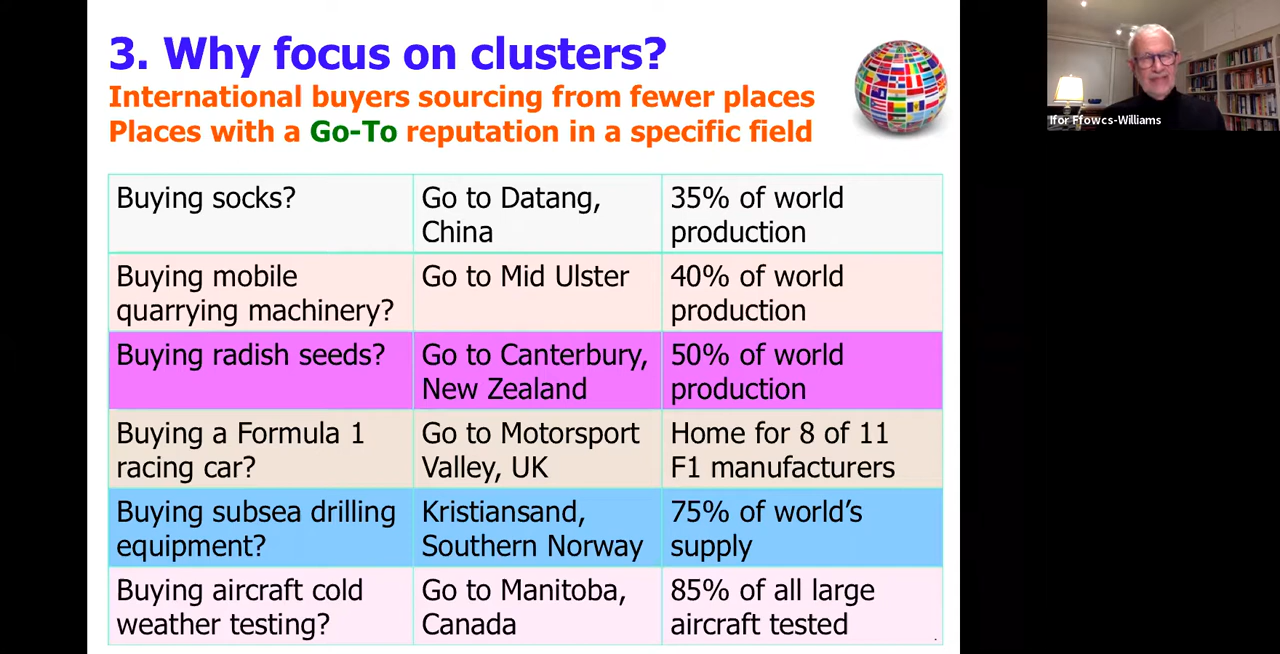 3. Why focus on clusters?
International buyers sourcing from fewer places
Places with a Go-To reputation in a specific field
Buying socks?
Go to Datang,
China
35% of world
production
Buying mobile
quarrying machinery?
Go to Mid Ulster
40% of world
production
Buying radish seeds?
Go to Canterbury,
New Zealand
50% of world
production
Buying a Formula 1
racing car?
Go to Motorsport
Valley, UK
Home for 8 of 11
F1 manufacturers
Buying subsea drilling
equipment?
Kristiansand,
Southern Norway
75% of world’s
supply
Buying aircraft cold
weather testing?
Go to Manitoba,
Canada
85% of all large
aircraft tested
Ifor Ffowcs-Williams